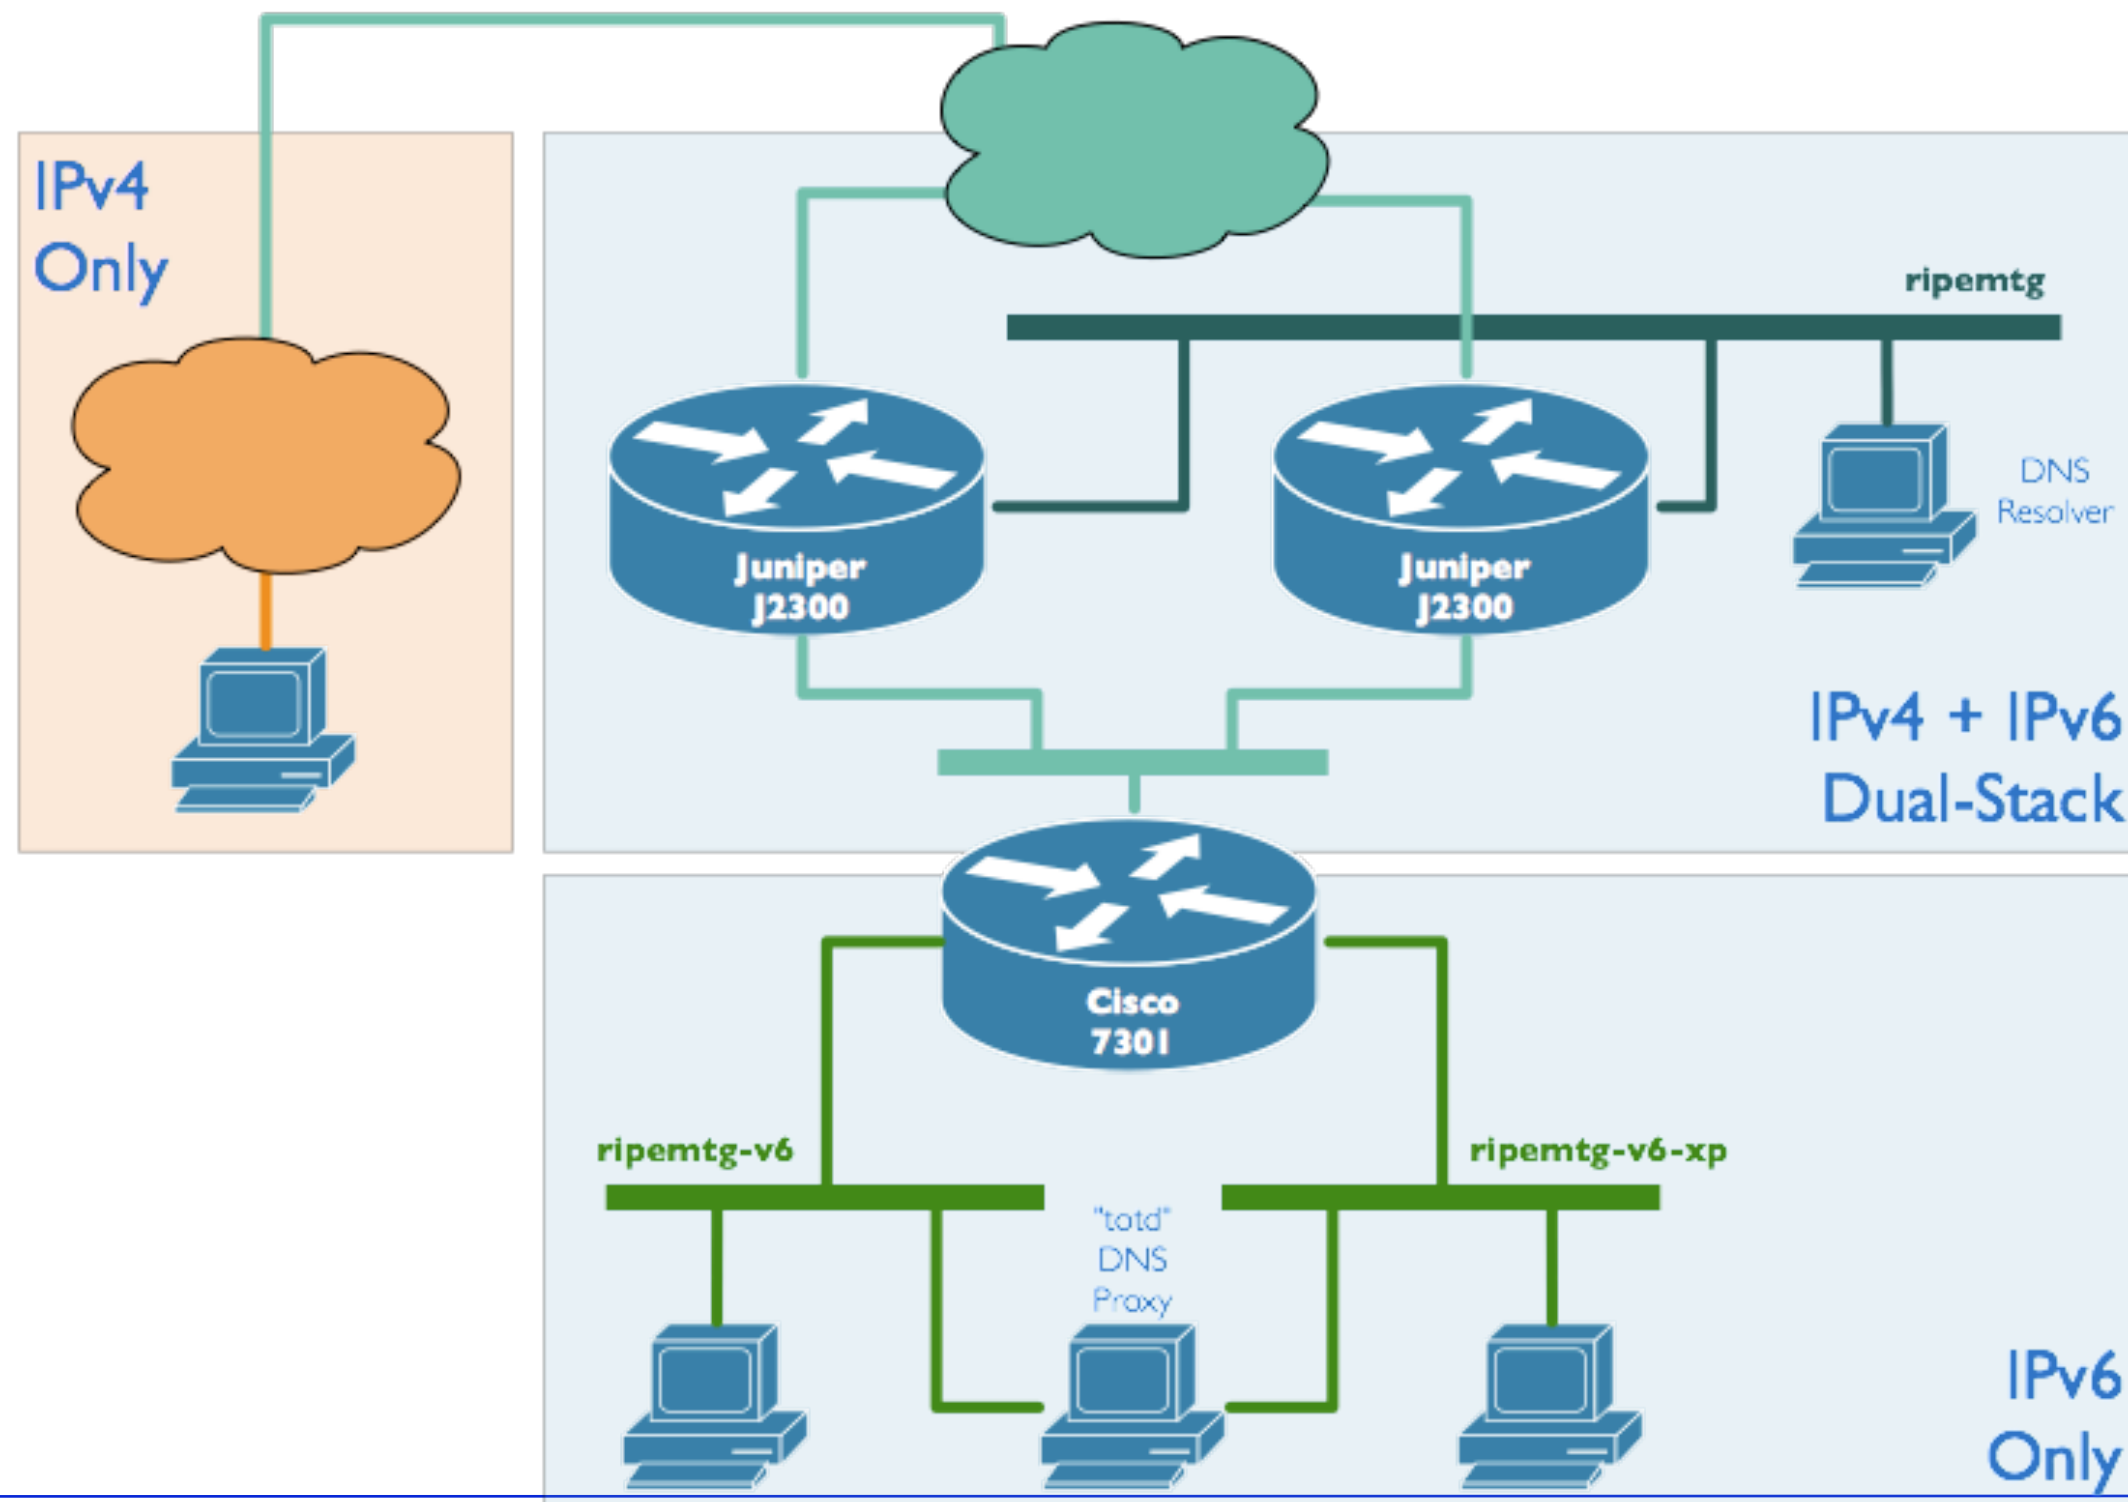 IPv4
Only
ripemtg
DNS
Resolver
Juniper
J2300
Juniper
J2300
IPv4 + IPv6
Dual-Stack
Cisco
7301
ripemtg-v6
ripemtg-v6-xp
"totd"
DNS
Proxy
IPv6
Only